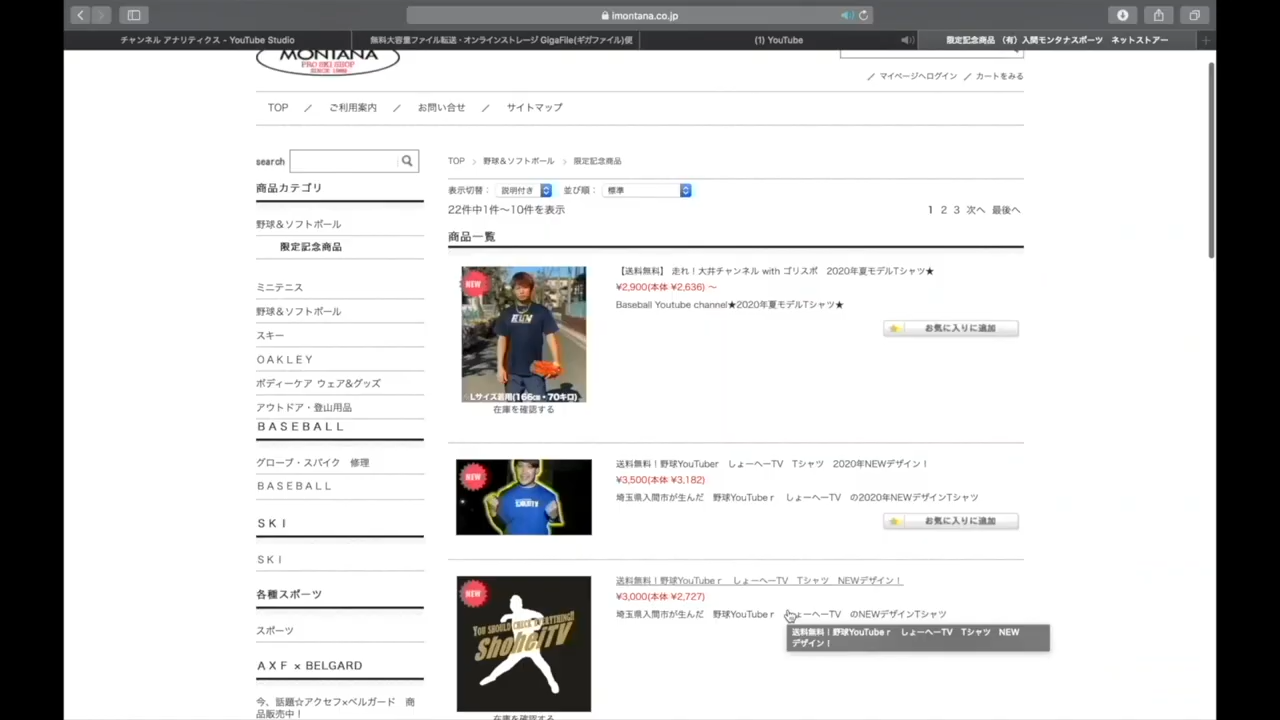 imontana.co.jp
チャンネル アナリティクス - YouTube Studio
無料大容量ファイル転送・オンラインストレージ GigaFile(ギガファイル)便
(1) YouTube
限定記念商品 （有）入間モンタナスポーツ ネットストアー
MONTANA
PRO SKI SHOP
マイページへログイン
カートをみる
TOP ／ ご利用案内 ／ お問い合せ ／ サイトマップ
search
商品カテゴリ
野球＆ソフトボール
限定記念商品
ミニテニス
野球＆ソフトボール
スキー
OAKLEY
ボディーケア ウェア&グッズ
アウトドア・登山用品
BASEBALL
グローブ・スパイク 修理
BASEBALL
SKI
SKI
各種スポーツ
スポーツ
AXF × BELGARD
今、話題☆アクセフ×ベルガード 商
品販売中！
TOP > 野球＆ソフトボール > 限定記念商品
表示切替： 説明付き 並び順： 標準
22件中1件〜10件を表示
1 2 3 次へ 最後へ
商品一覧
NEW
RUN
Lサイズ着用(166㎝・70キロ)
在庫を確認する
【送料無料】 走れ！大井チャンネル with ゴリスポ 2020年夏モデルTシャツ★
¥2,900(本体 ¥2,636) 〜
Baseball Youtube channel★2020年夏モデルTシャツ★
お気に入りに追加
NEW
送料無料！野球YouTuber しょーへーTV Tシャツ 2020年NEWデザイン！
¥3,500(本体 ¥3,182)
埼玉県入間市が生んだ 野球YouTubeｒ しょーへーTV の2020年NEWデザインTシャツ
お気に入りに追加
NEW
YOU SHOULD CHECK EVERYTHING!!
ShoheiTV
在庫を確認する
送料無料！野球YouTubeｒ しょーへーTV Tシャツ NEWデザイン！
¥3,000(本体 ¥2,727)
埼玉県入間市が生んだ 野球YouTubeｒ しょーへーTV のNEWデザインTシャツ
送料無料！野球YouTubeｒ しょーへーTV Tシャツ NEW
デザイン！